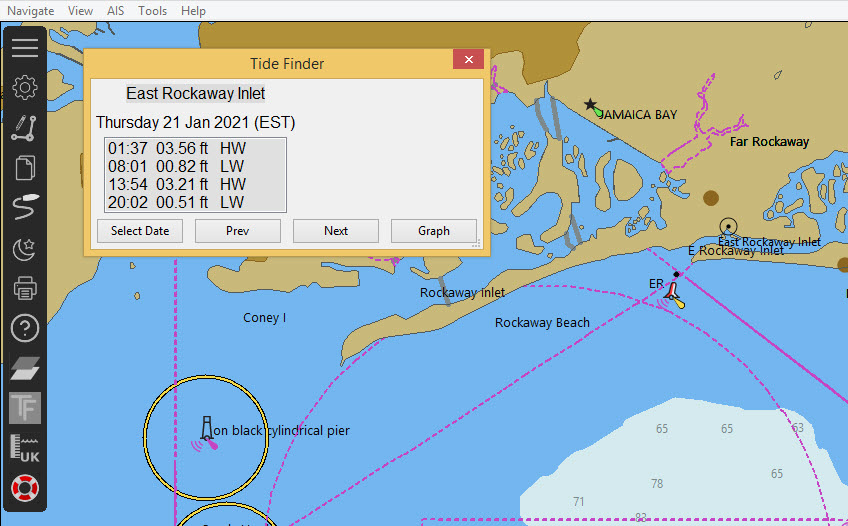 Navigate View AIS Tools Help
Tide Finder
East Rockaway Inlet
Thursday 21 Jan 2021 (EST)
01:37 03.56 ft HW
08:01 00.82 ft LW
13:54 03.21 ft HW
20:02 00.51 ft LW
Select Date Prev Next Graph
JAMAICA BAY
Far Rockaway
East Rockaway Inlet
E Rockaway Inlet
ER
Rockaway Inlet
Coney I
Rockaway Beach
TF
on black cylindrical pier
65 65 63
UK
65
78
71
83